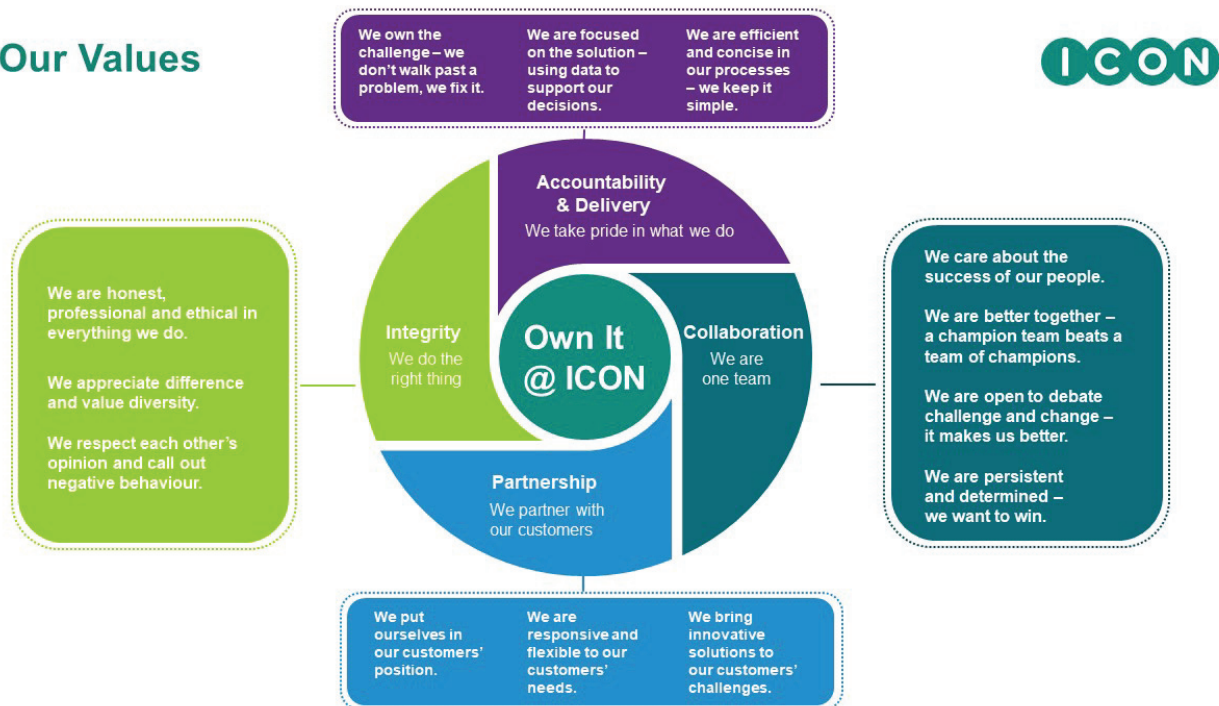 Our Values
ICON
We own the
challenge – we
don't walk past a
problem, we fix it.
We are focused
on the solution –
using data to
support our
decisions.
We are efficient
and concise in
our processes
– we keep it
simple.
Accountability
& Delivery
We take pride in what we do
Integrity
We do the
right thing
Own It
@ ICON
Collaboration
We are
one team
Partnership
We partner with
our customers
We are honest,
professional and ethical in
everything we do.
We appreciate difference
and value diversity.
We respect each other's
opinion and call out
negative behaviour.
We care about the
success of our people.
We are better together –
a champion team beats a
team of champions.
We are open to debate
challenge and change –
it makes us better.
We are persistent
and determined –
we want to win.
We put
ourselves in
our customers'
position.
We are
responsive and
flexible to our
customers'
needs.
We bring
innovative
solutions to
our customers'
challenges.